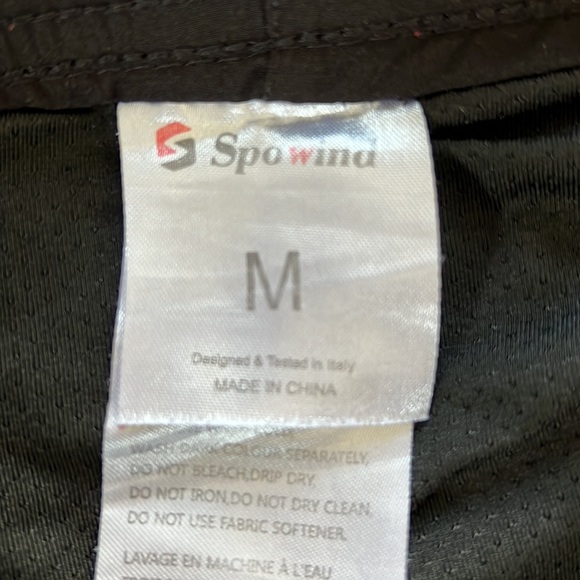 Spowind
M
Designed & Tested in Italy
MADE IN CHINA
WASH DARK COLOUR SEPARATELY,
DO NOT BLEACH,DRIP DRY,
DO NOT IRON,DO NOT DRY CLEAN,
DO NOT USE FABRIC SOFTENER.
LAVAGE EN MACHINE À L'EAU